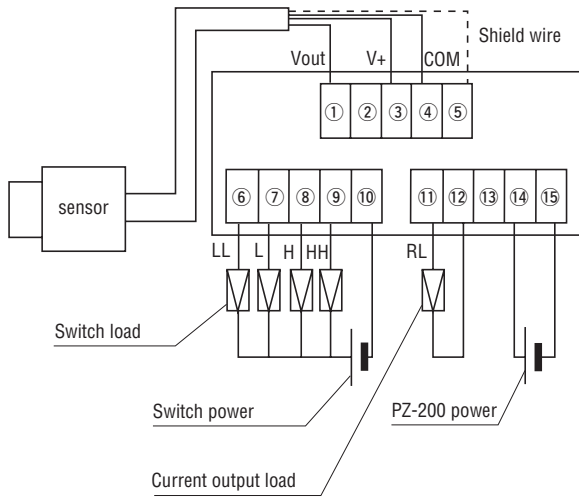 Shield wire
Vout V+ COM
① ② ③ ④ ⑤
sensor
⑥ ⑦ ⑧ ⑨ ⑩ ⑪ ⑫ ⑬ ⑭ ⑮
LL L H HH RL
Switch load
Switch power
PZ-200 power
Current output load